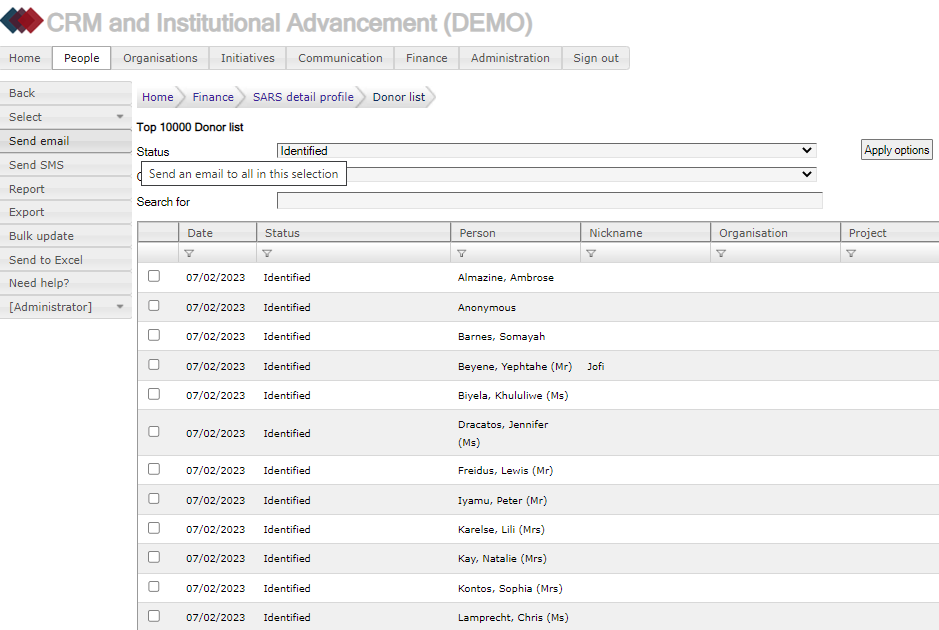 CRM and Institutional Advancement (DEMO)
Home People Organisations Initiatives Communication Finance Administration Sign out
Back
Select
Send email
Send SMS
Report
Export
Bulk update
Send to Excel
Need help?
[Administrator]
Home Finance SARS detail profile Donor list
Top 10000 Donor list
Status Identified Apply options
Send an email to all in this selection
Search for
Date Status Person Nickname Organisation Project
07/02/2023 Identified Almazine, Ambrose
07/02/2023 Identified Anonymous
07/02/2023 Identified Barnes, Somayah
07/02/2023 Identified Beyene, Yephtahe (Mr) Jofi
07/02/2023 Identified Biyela, Khululiwe (Ms)
07/02/2023 Identified Dracatos, Jennifer
(Ms)
07/02/2023 Identified Freidus, Lewis (Mr)
07/02/2023 Identified Iyamu, Peter (Mr)
07/02/2023 Identified Karelse, Lili (Mrs)
07/02/2023 Identified Kay, Natalie (Mrs)
07/02/2023 Identified Kontos, Sophia (Mrs)
07/02/2023 Identified Lamprecht, Chris (Ms)